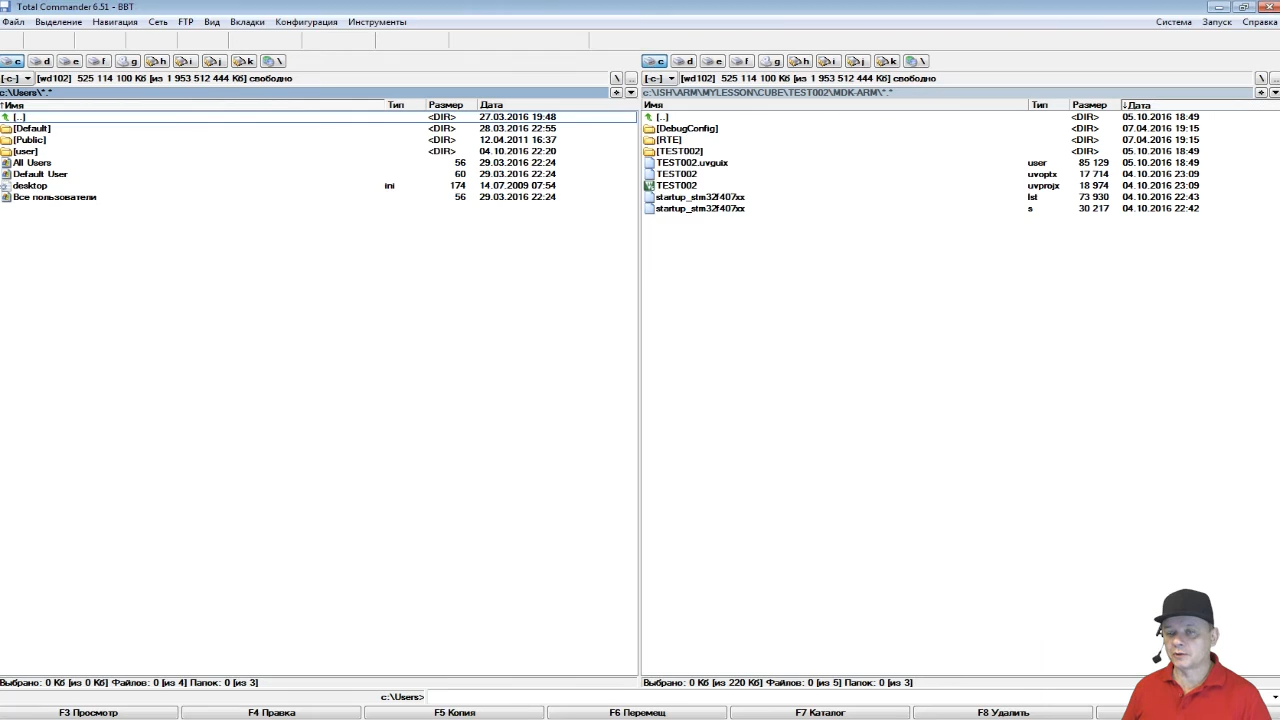 Total Commander 6.51 - BBT
Файл Выделение Навигация Сеть FTP Вид Вкладки Конфигурация Инструменты Система Запуск Справка
c d e f g h i j k \ c d e f g h i j k \
[-c-] [wd102] 525 114 100 Кб [из 1 953 512 444 Кб] свободно \ .. [-c-] [wd102] 525 114 100 Кб [из 1 953 512 444 Кб] свободно \ ..
c:\Users\*.* c:\ISH\ARM\MYLESSON\CUBE\TEST002\MDK-ARM\*.*
↑Имя Тип Размер Дата Имя Тип Размер ↓Дата
[..] <DIR> 27.03.2016 19:48 [..] <DIR> 05.10.2016 18:49
[Default] <DIR> 28.03.2016 22:55 [DebugConfig] <DIR> 07.04.2016 19:15
[Public] <DIR> 12.04.2011 16:37 [RTE] <DIR> 07.04.2016 19:15
[user] <DIR> 04.10.2016 22:20 [TEST002] <DIR> 05.10.2016 18:49
All Users 56 29.03.2016 22:24 TEST002.uvguix user 85 129 05.10.2016 18:49
Default User 60 29.03.2016 22:24 TEST002 uvoptx 17 714 04.10.2016 23:09
desktop ini 174 14.07.2009 07:54 TEST002 uvprojx 18 974 04.10.2016 23:09
Все пользователи 56 29.03.2016 22:24 startup_stm32f407xx lst 73 930 04.10.2016 22:43
startup_stm32f407xx s 30 217 04.10.2016 22:42
Выбрано: 0 Кб [из 0 Кб] Файлов: 0 [из 4] Папок: 0 [из 3] Выбрано: 0 Кб [из 220 Кб] Файлов: 0 [из 5] Папок: 0 [из 3]
c:\Users>
F3 Просмотр F4 Правка F5 Копия F6 Перемещ F7 Каталог F8 Удалить